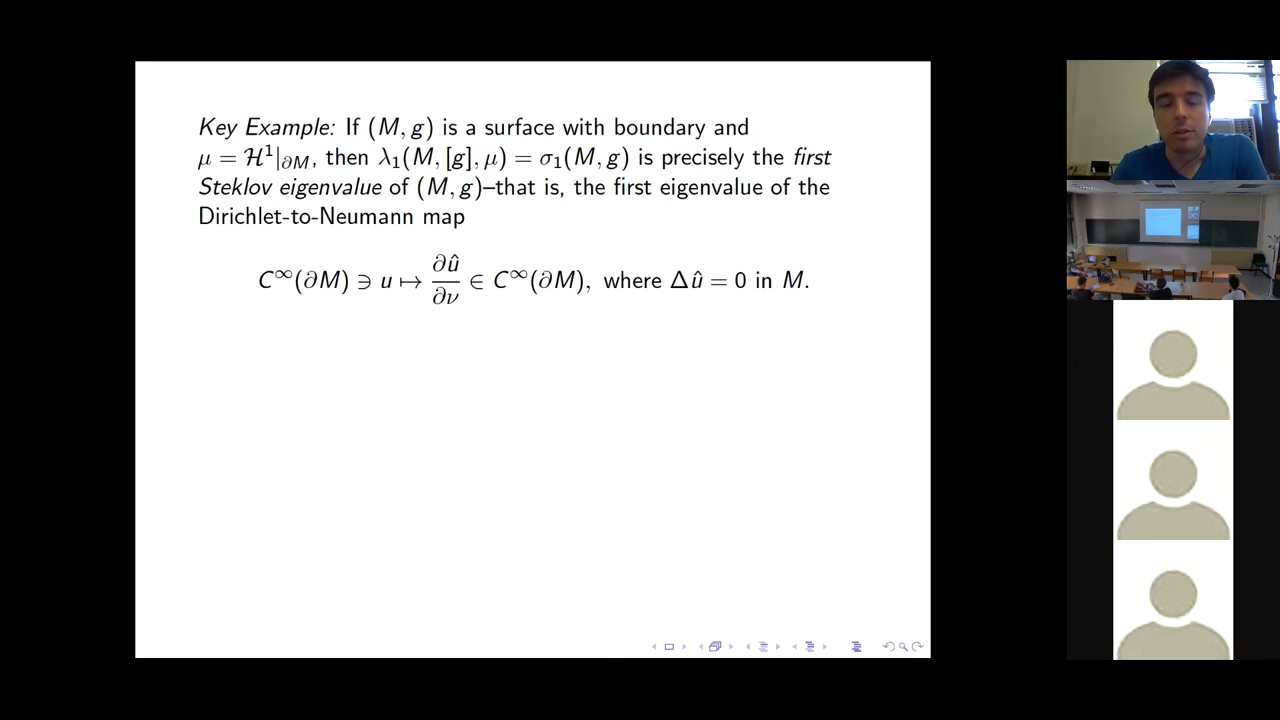 Key Example: If (M, g) is a surface with boundary and
μ = ℋ¹|∂M, then λ₁(M, [g], μ) = σ₁(M, g) is precisely the first
Steklov eigenvalue of (M, g)–that is, the first eigenvalue of the
Dirichlet-to-Neumann map
C∞(∂M) ∋ u ↦ ∂û/∂ν ∈ C∞(∂M), where Δû = 0 in M.